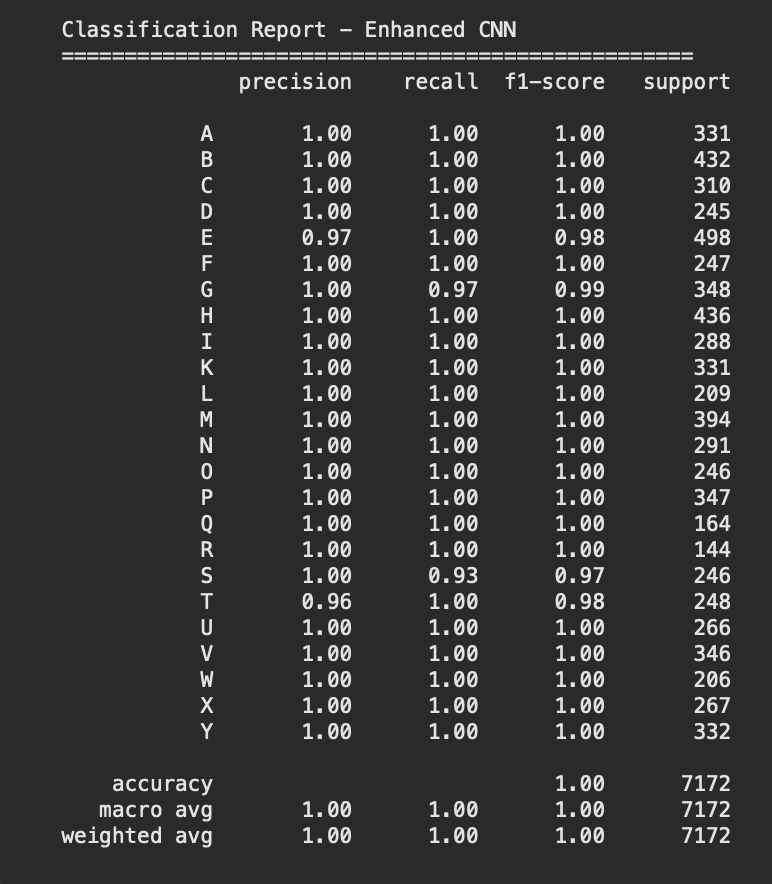 Classification Report - Enhanced CNN
==================================================
              precision    recall  f1-score   support

           A       1.00      1.00      1.00       331
           B       1.00      1.00      1.00       432
           C       1.00      1.00      1.00       310
           D       1.00      1.00      1.00       245
           E       0.97      1.00      0.98       498
           F       1.00      1.00      1.00       247
           G       1.00      0.97      0.99       348
           H       1.00      1.00      1.00       436
           I       1.00      1.00      1.00       288
           K       1.00      1.00      1.00       331
           L       1.00      1.00      1.00       209
           M       1.00      1.00      1.00       394
           N       1.00      1.00      1.00       291
           O       1.00      1.00      1.00       246
           P       1.00      1.00      1.00       347
           Q       1.00      1.00      1.00       164
           R       1.00      1.00      1.00       144
           S       1.00      0.93      0.97       246
           T       0.96      1.00      0.98       248
           U       1.00      1.00      1.00       266
           V       1.00      1.00      1.00       346
           W       1.00      1.00      1.00       206
           X       1.00      1.00      1.00       267
           Y       1.00      1.00      1.00       332

    accuracy                           1.00      7172
   macro avg       1.00      1.00      1.00      7172
weighted avg       1.00      1.00      1.00      7172